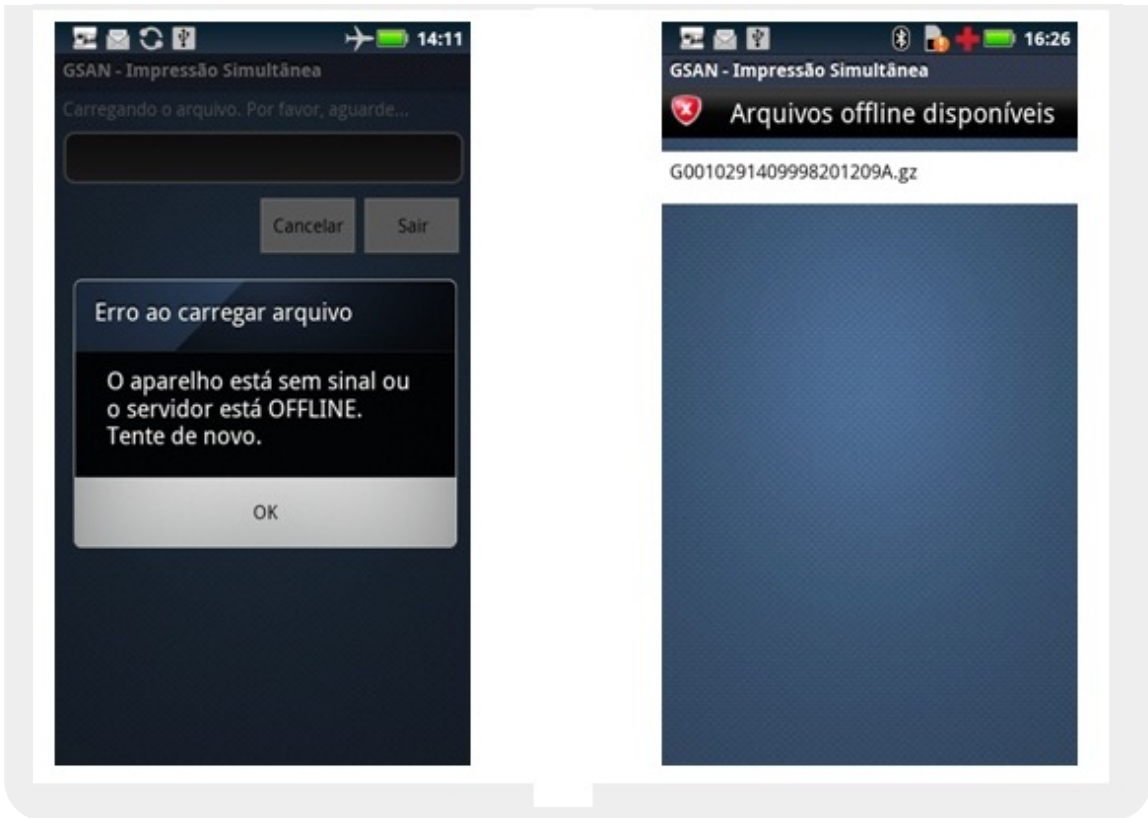 14:11
GSAN - Impressão Simultânea
Carregando o arquivo. Por favor, aguarde...
Cancelar Sair
Erro ao carregar arquivo
O aparelho está sem sinal ou
o servidor está OFFLINE.
Tente de novo.
OK
16:26
GSAN - Impressão Simultânea
Arquivos offline disponíveis
G0010291409998201209A.gz